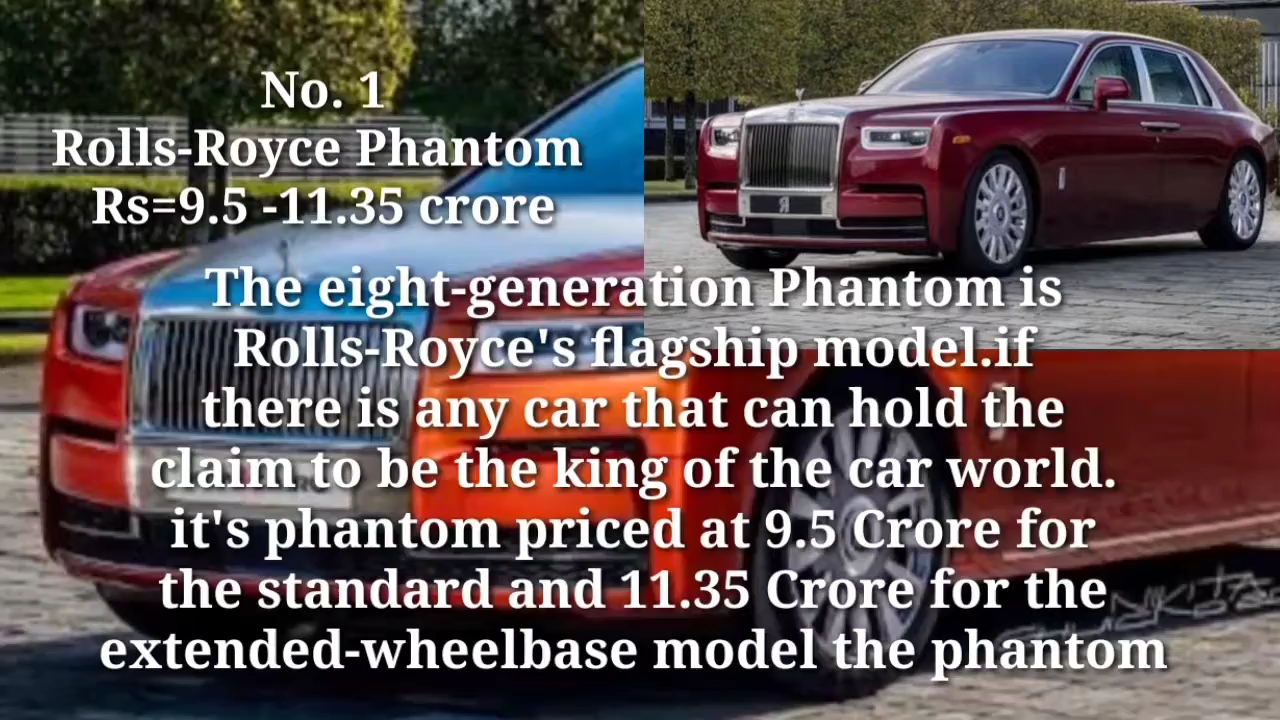 No. 1
Rolls-Royce Phantom
Rs=9.5 -11.35 crore
The eight-generation Phantom is
Rolls-Royce's flagship model.if
there is any car that can hold the
claim to be the king of the car world.
it's phantom priced at 9.5 Crore for
the standard and 11.35 Crore for the
extended-wheelbase model the phantom